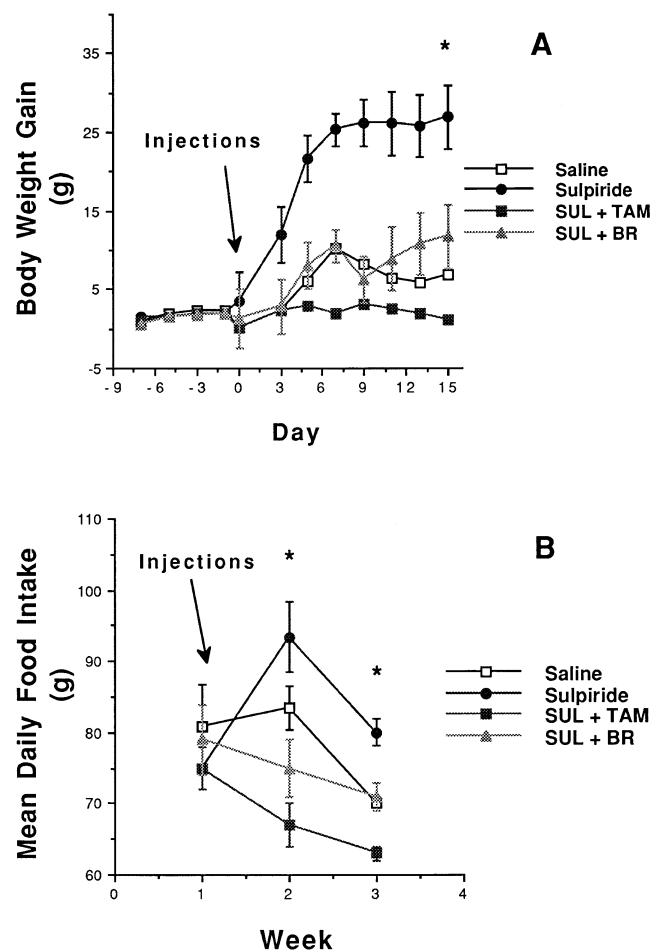 A
*
35
25
15
5
-5
Body Weight Gain
(g)
Injections
Saline
Sulpiride
SUL + TAM
SUL + BR
-9 -6 -3 0 3 6 9 12 15
Day
B
110
100
90
80
70
60
Mean Daily Food Intake
(g)
Injections
*
*
Saline
Sulpiride
SUL + TAM
SUL + BR
0 1 2 3 4
Week